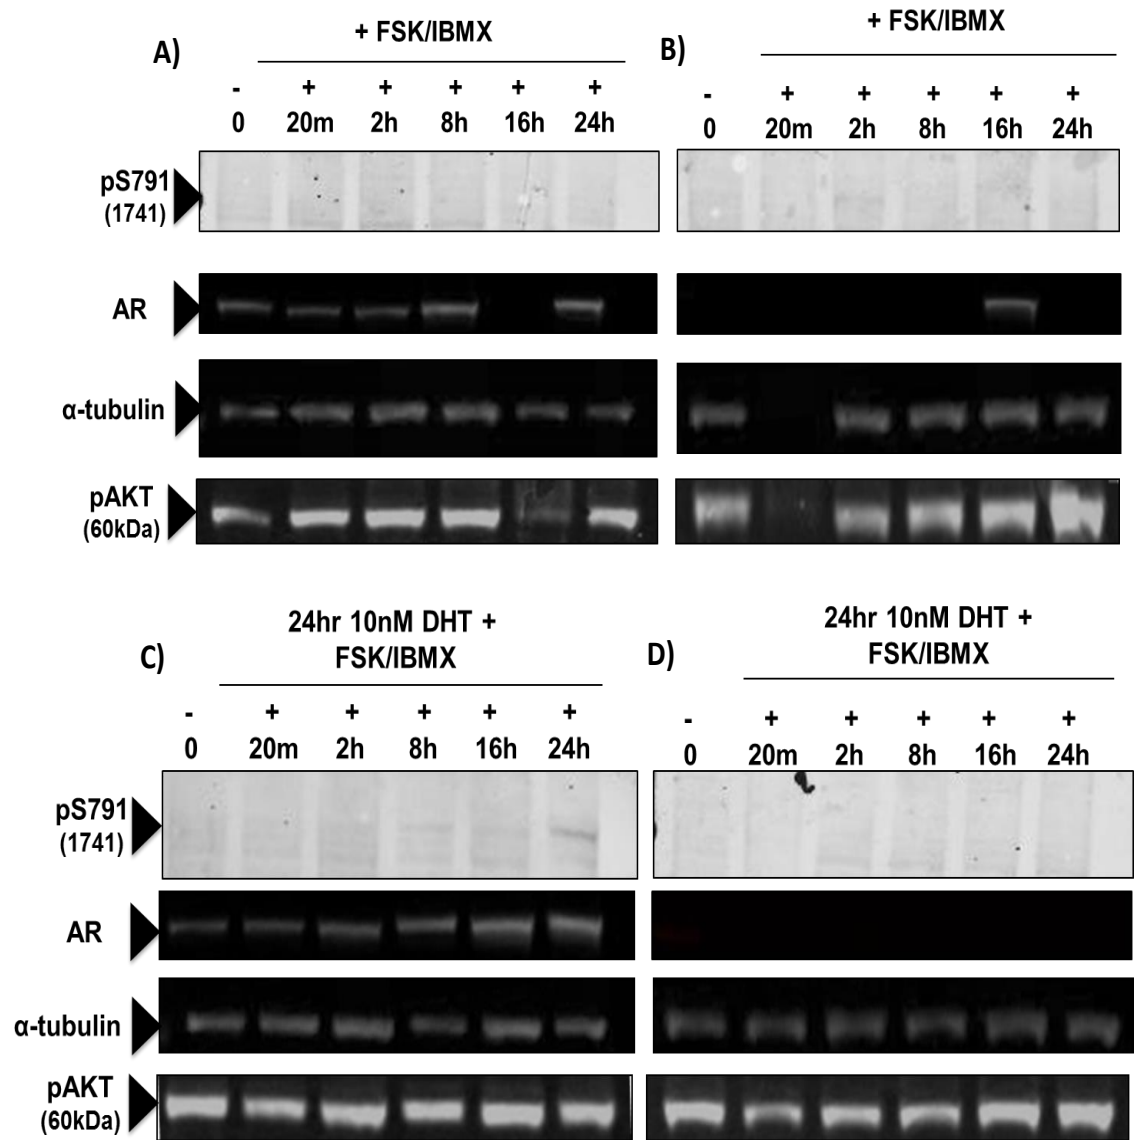 A)
+ FSK/IBMX
- + + + + +
0 20m 2h 8h 16h 24h
pS791
(1741)
AR
α-tubulin
pAKT
(60kDa)
B)
+ FSK/IBMX
- + + + + +
0 20m 2h 8h 16h 24h
C)
24hr 10nM DHT +
FSK/IBMX
- + + + + +
0 20m 2h 8h 16h 24h
pS791
(1741)
AR
α-tubulin
pAKT
(60kDa)
D)
24hr 10nM DHT +
FSK/IBMX
- + + + + +
0 20m 2h 8h 16h 24h